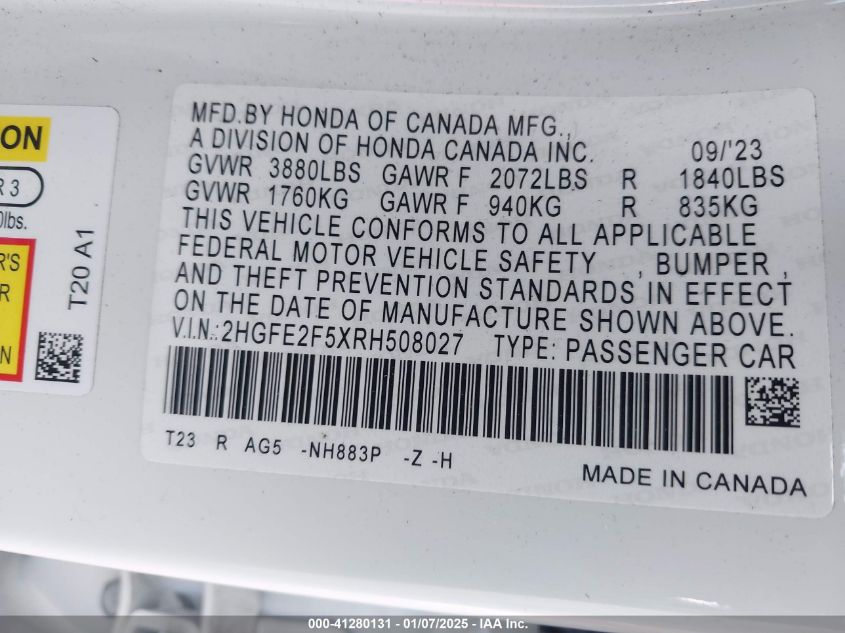 ON
R 3
0lbs.
R'S
R
N
T20 A1
MFD.BY HONDA OF CANADA MFG.,
A DIVISION OF HONDA CANADA INC. 09/'23
GVWR 3880LBS GAWR F 2072LBS R 1840LBS
GVWR 1760KG GAWR F 940KG R 835KG
THIS VEHICLE CONFORMS TO ALL APPLICABLE
FEDERAL MOTOR VEHICLE SAFETY , BUMPER ,
AND THEFT PREVENTION STANDARDS IN EFFECT
ON THE DATE OF MANUFACTURE SHOWN ABOVE.
V.I.N.: 2HGFE2F5XRH508027 TYPE: PASSENGER CAR
T23 R AG5 -NH883P -Z -H
MADE IN CANADA
000-41280131 - 01/07/2025 - IAA Inc.